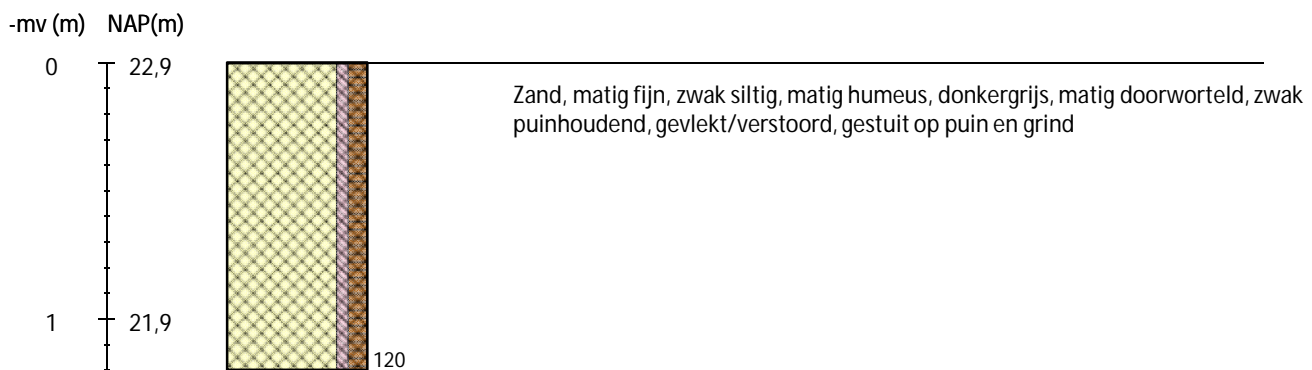 -mv (m) NAP(m)
0 22,9
Zand, matig fijn, zwak siltig, matig humeus, donkergrijs, matig doorworteld, zwak
puinhoudend, gevlekt/verstoord, gestuit op puin en grind
1 21,9
120